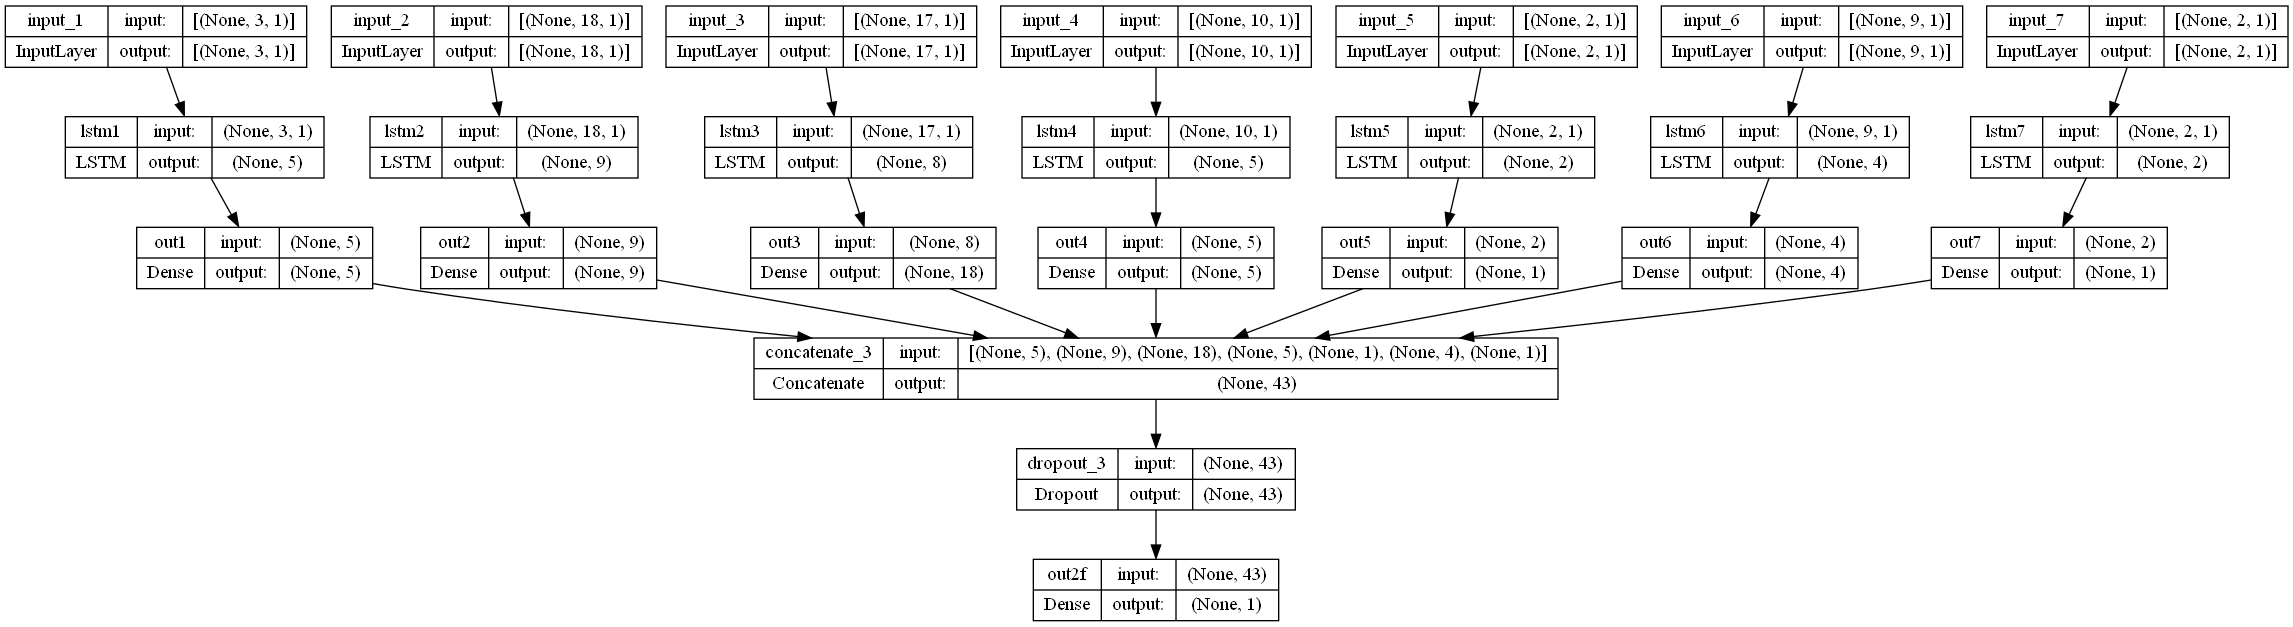 input_1 input: [(None, 3, 1)]
InputLayer output: [(None, 3, 1)]
input_2 input: [(None, 18, 1)]
InputLayer output: [(None, 18, 1)]
input_3 input: [(None, 17, 1)]
InputLayer output: [(None, 17, 1)]
input_4 input: [(None, 10, 1)]
InputLayer output: [(None, 10, 1)]
input_5 input: [(None, 2, 1)]
InputLayer output: [(None, 2, 1)]
input_6 input: [(None, 9, 1)]
InputLayer output: [(None, 9, 1)]
input_7 input: [(None, 2, 1)]
InputLayer output: [(None, 2, 1)]
lstm1 input: (None, 3, 1)
LSTM output: (None, 5)
lstm2 input: (None, 18, 1)
LSTM output: (None, 9)
lstm3 input: (None, 17, 1)
LSTM output: (None, 8)
lstm4 input: (None, 10, 1)
LSTM output: (None, 5)
lstm5 input: (None, 2, 1)
LSTM output: (None, 2)
lstm6 input: (None, 9, 1)
LSTM output: (None, 4)
lstm7 input: (None, 2, 1)
LSTM output: (None, 2)
out1 input: (None, 5)
Dense output: (None, 5)
out2 input: (None, 9)
Dense output: (None, 9)
out3 input: (None, 8)
Dense output: (None, 18)
out4 input: (None, 5)
Dense output: (None, 5)
out5 input: (None, 2)
Dense output: (None, 1)
out6 input: (None, 4)
Dense output: (None, 4)
out7 input: (None, 2)
Dense output: (None, 1)
concatenate_3 input: [(None, 5), (None, 9), (None, 18), (None, 5), (None, 1), (None, 4), (None, 1)]
Concatenate output: (None, 43)
dropout_3 input: (None, 43)
Dropout output: (None, 43)
out2f input: (None, 43)
Dense output: (None, 1)